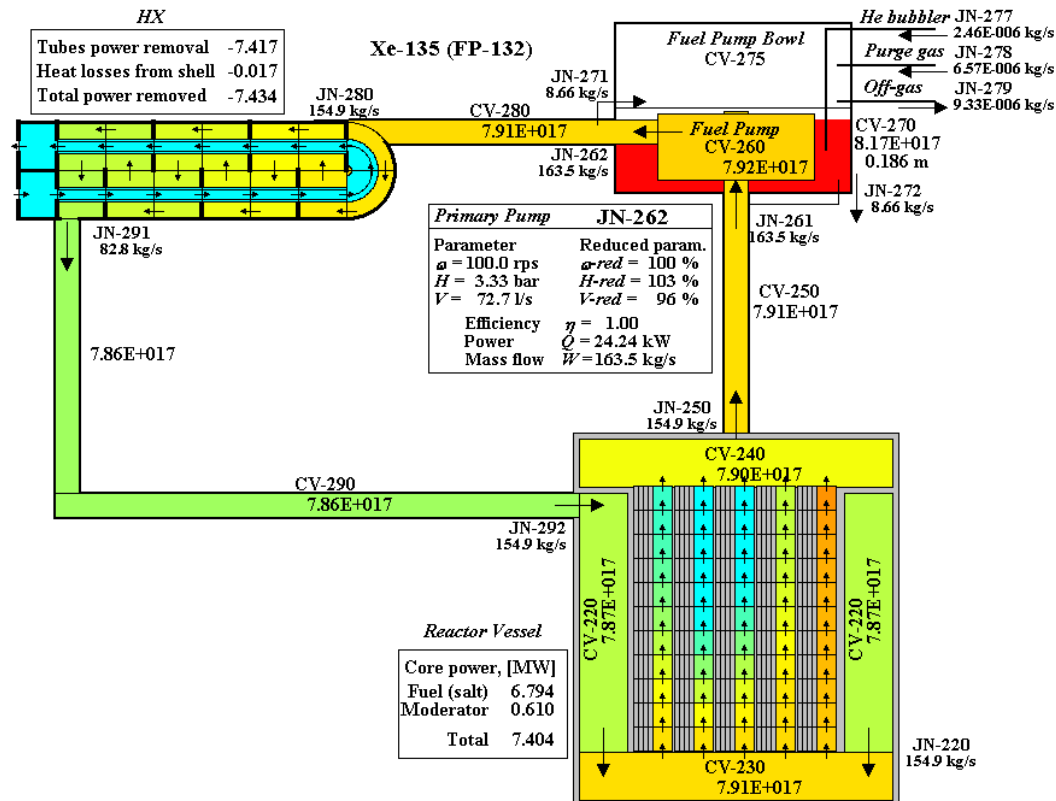 HX
Tubes power removal -7.417
Heat losses from shell -0.017
Total power removed -7.434
Xe-135 (FP-132)
JN-280
154.9 kg/s
CV-280
7.91E+017
JN-271
8.66 kg/s
Fuel Pump Bowl
CV-275
He bubbler JN-277
2.46E-006 kg/s
Purge gas JN-278
6.57E-006 kg/s
Off-gas JN-279
9.33E-006 kg/s
Fuel Pump
CV-260
7.92E+017
CV-270
8.17E+017
0.186 m
JN-262
163.5 kg/s
JN-272
8.66 kg/s
JN-261
163.5 kg/s
JN-291
82.8 kg/s
Primary Pump JN-262
Parameter Reduced param.
ω = 100.0 rps ω-red = 100 %
H = 3.33 bar H-red = 103 %
V = 72.7 l/s V-red = 96 %
Efficiency η = 1.00
Power Q = 24.24 kW
Mass flow W = 163.5 kg/s
CV-250
7.91E+017
7.86E+017
JN-250
154.9 kg/s
CV-240
7.90E+017
CV-290
7.86E+017
JN-292
154.9 kg/s
CV-220
7.87E+017
CV-220
7.87E+017
Reactor Vessel
Core power, [MW]
Fuel (salt) 6.794
Moderator 0.610
Total 7.404
JN-220
154.9 kg/s
CV-230
7.91E+017